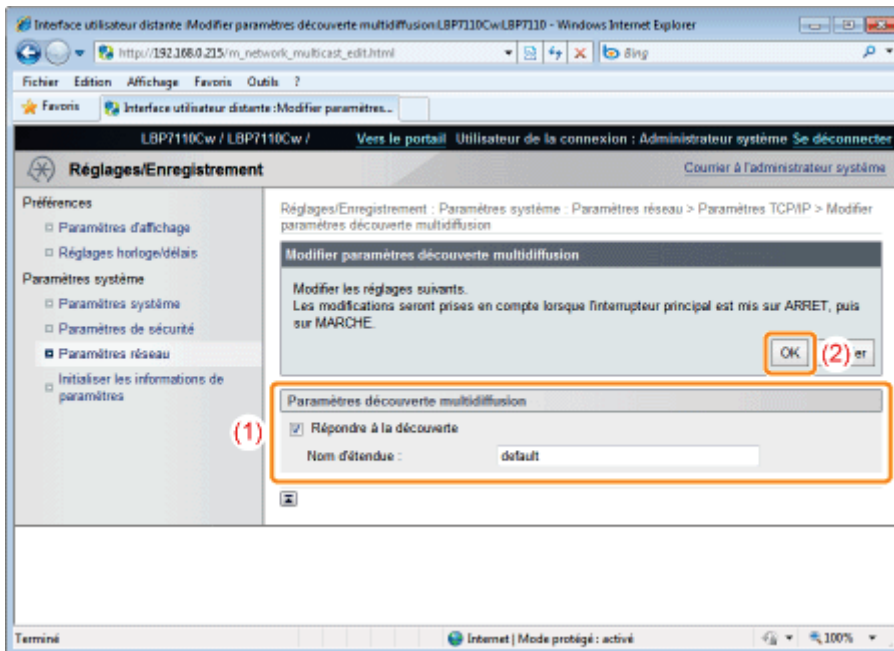 Interface utilisateur distante :Modifier paramètres découverte multidiffusion:LBP7110Cw:LBP7110 - Windows Internet Explorer
http://192.168.0.215/m_network_multicast_edit.html
Bing
Fichier Edition Affichage Favoris Outils ?
Favoris Interface utilisateur distante :Modifier paramètres...
LBP7110Cw / LBP7110Cw / Vers le portail Utilisateur de la connexion : Administrateur système Se déconnecter
Réglages/Enregistrement
Courrier à l'administrateur système
Préférences
Paramètres d'affichage
Réglages horloge/délais
Paramètres système
Paramètres système
Paramètres de sécurité
Paramètres réseau
Initialiser les informations de
paramètres
Réglages/Enregistrement : Paramètres système : Paramètres réseau > Paramètres TCP/IP > Modifier
paramètres découverte multidiffusion
Modifier paramètres découverte multidiffusion
Modifier les réglages suivants.
Les modifications seront prises en compte lorsque l'interrupteur principal est mis sur ARRET, puis
sur MARCHE.
OK (2) er
(1)
Paramètres découverte multidiffusion
Répondre à la découverte
Nom d'étendue : default
Terminé
Internet | Mode protégé : activé
100%